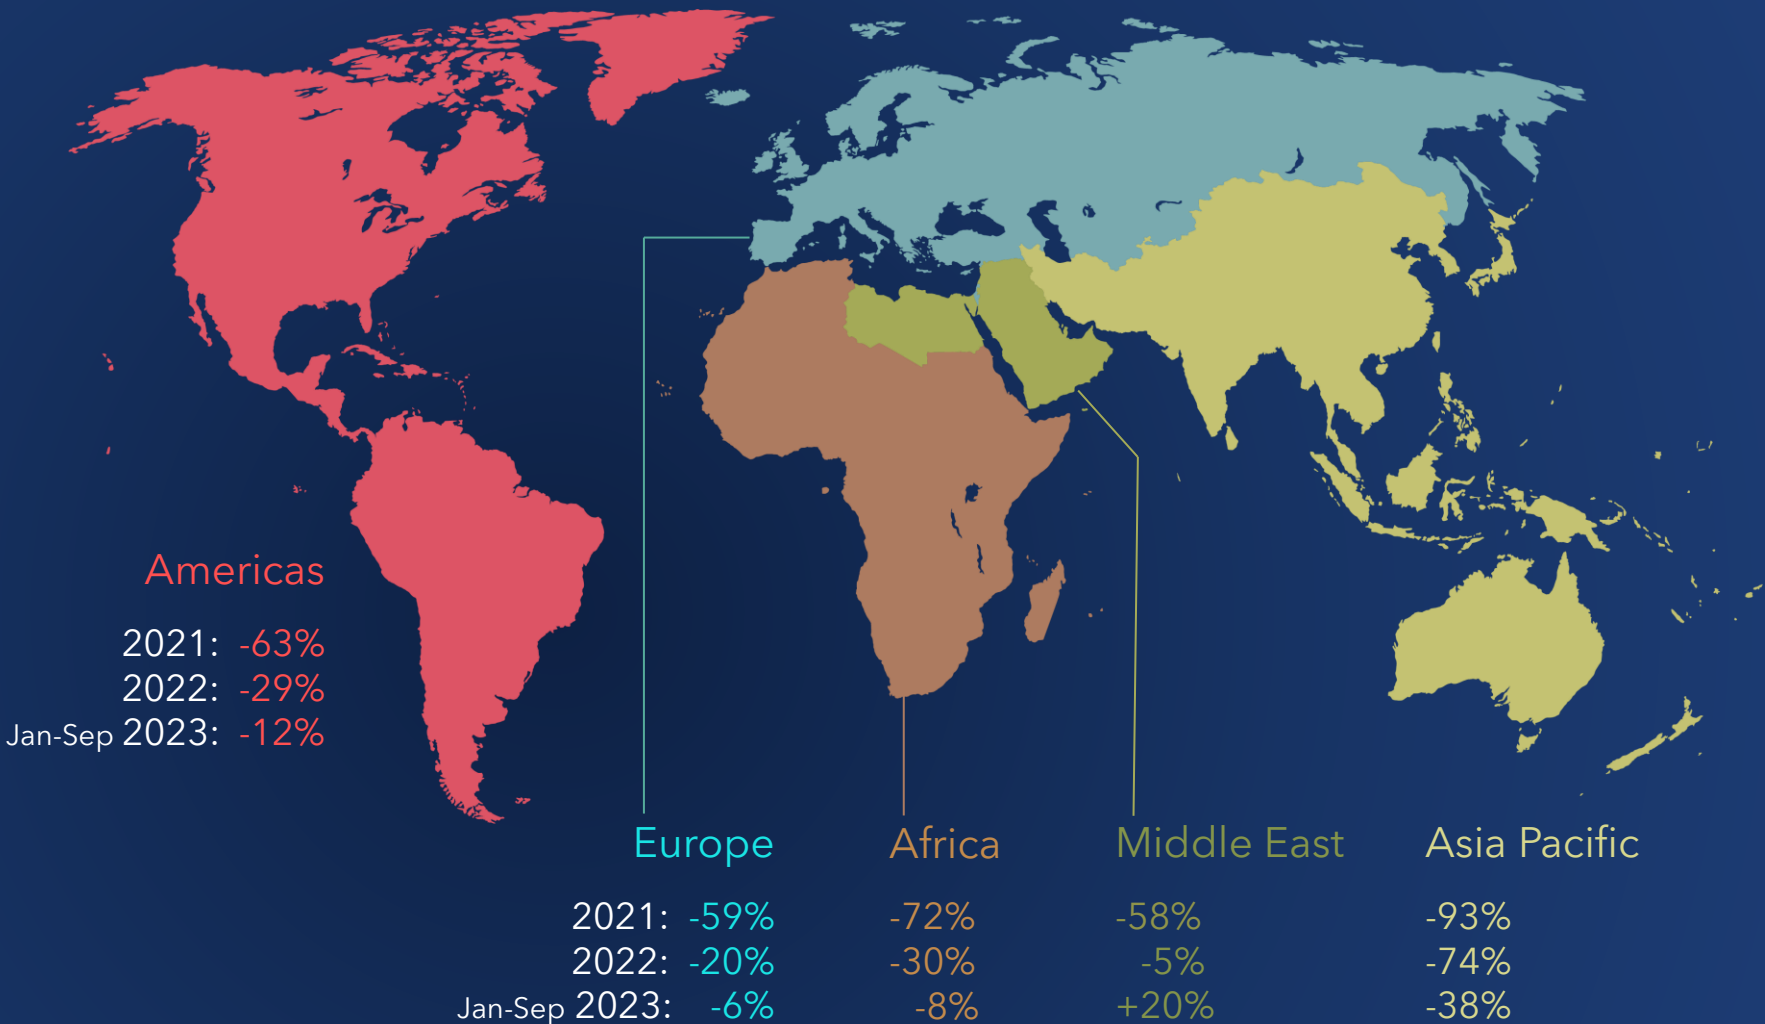 Americas
2021: -63%
2022: -29%
Jan-Sep 2023: -12%
Europe Africa Middle East Asia Pacific
2021: -59% -72% -58% -93%
2022: -20% -30% -5% -74%
Jan-Sep 2023: -6% -8% +20% -38%